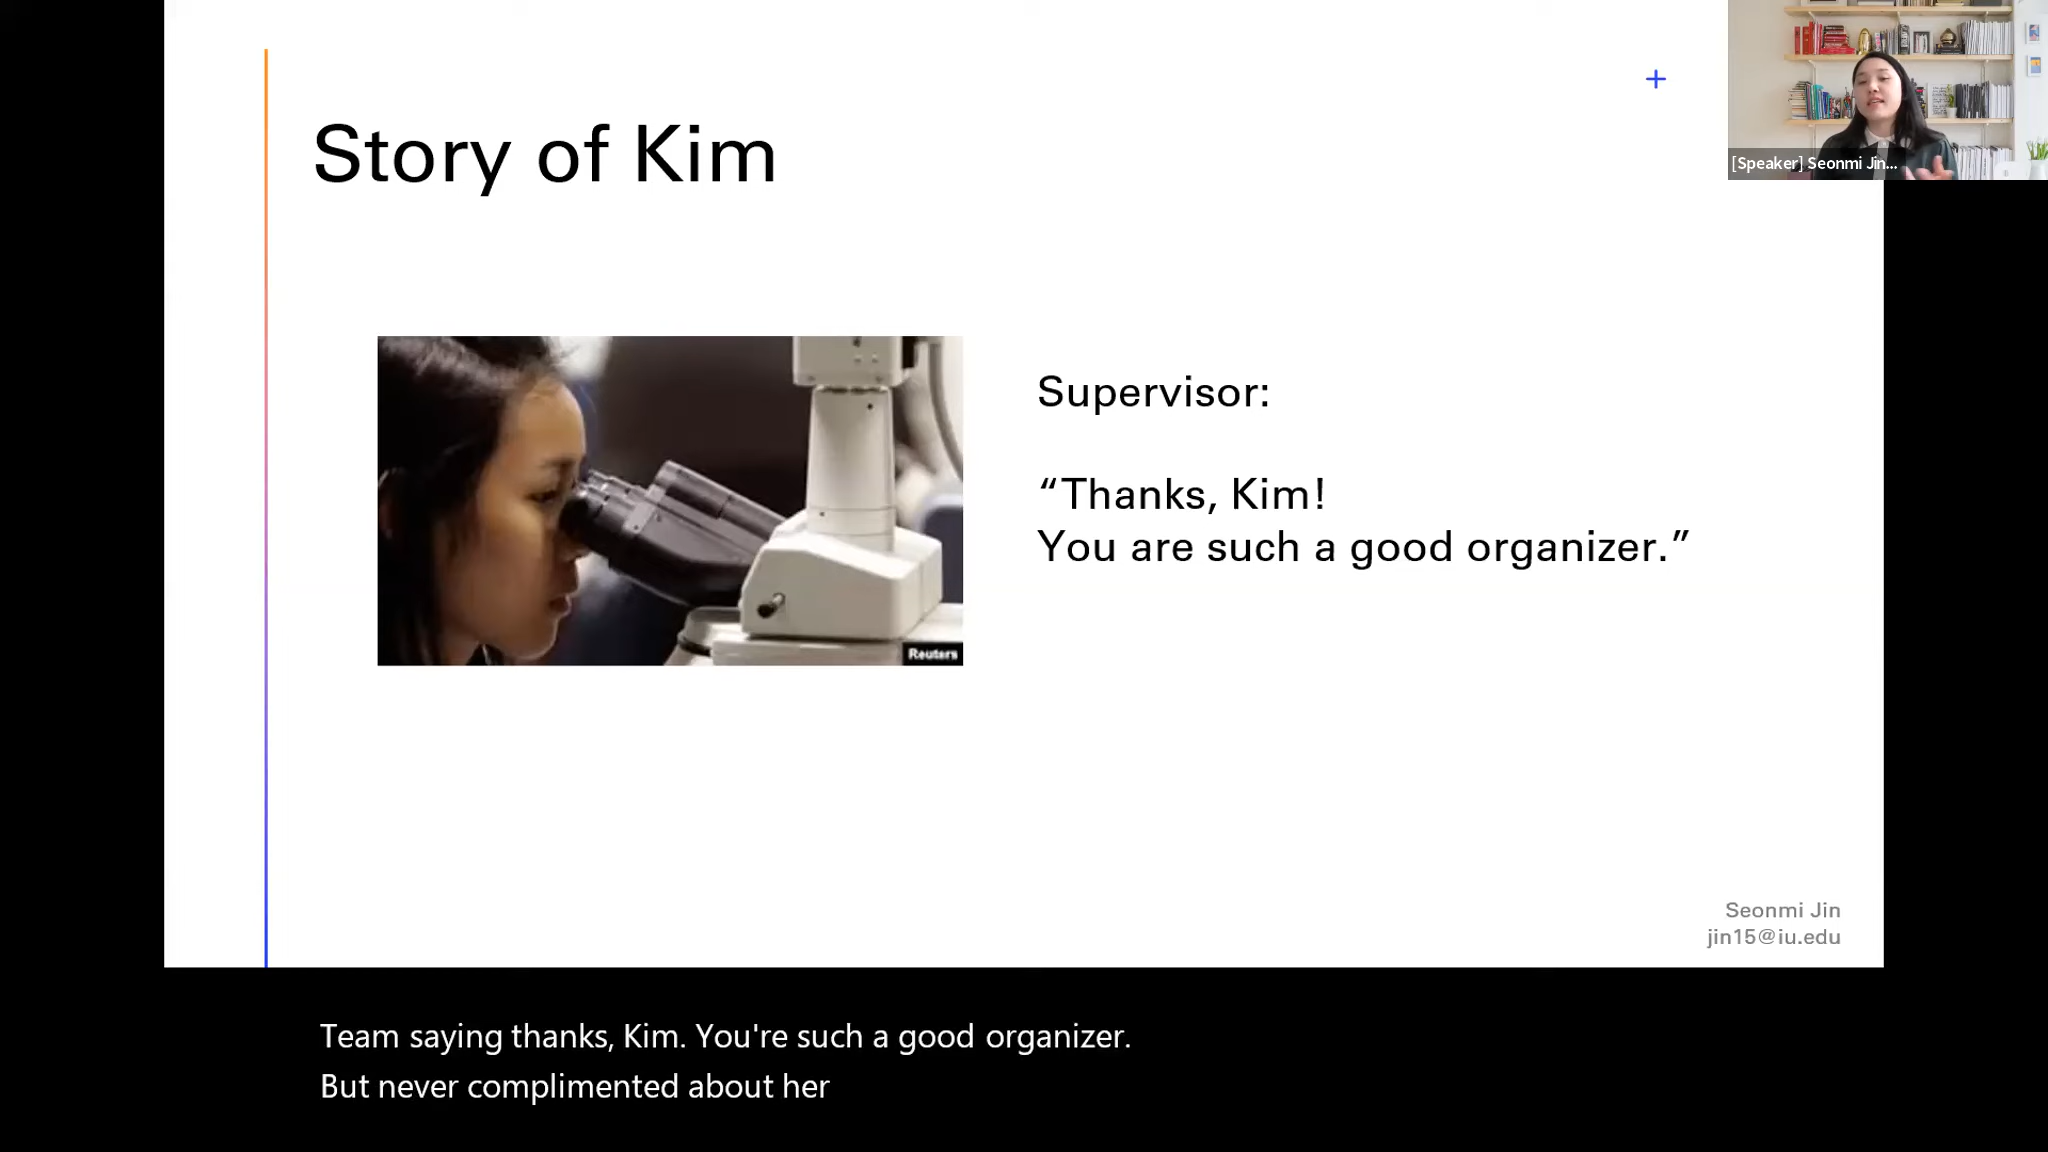 Story of Kim
[Speaker] Seonmi Jin...
Supervisor:
“Thanks, Kim!
You are such a good organizer.”
Reuters
Seonmi Jin
jin15@iu.edu
Team saying thanks, Kim. You're such a good organizer.
But never complimented about her